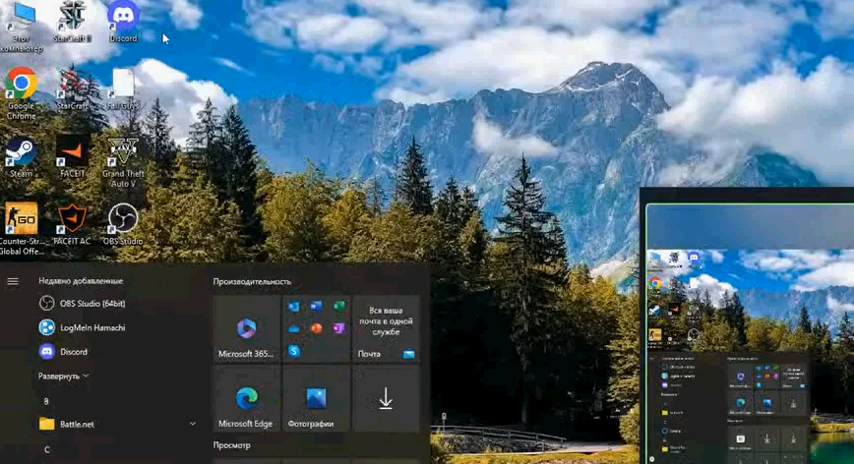 Этот
компьютер
StarCraft II
Discord
Google
Chrome
StarCraft
Fall Guys
Steam
FACEIT
Grand Theft
Auto V
Counter-Str...
Global Offe...
FACEIT AC
OBS Studio
Недавно добавленные
OBS Studio (64bit)
LogMeIn Hamachi
Discord
Развернуть
B
Battle.net
C
Производительность
Microsoft 365...
Вся ваша
почта в одной
службе
Почта
Microsoft Edge
Фотографии
Просмотр